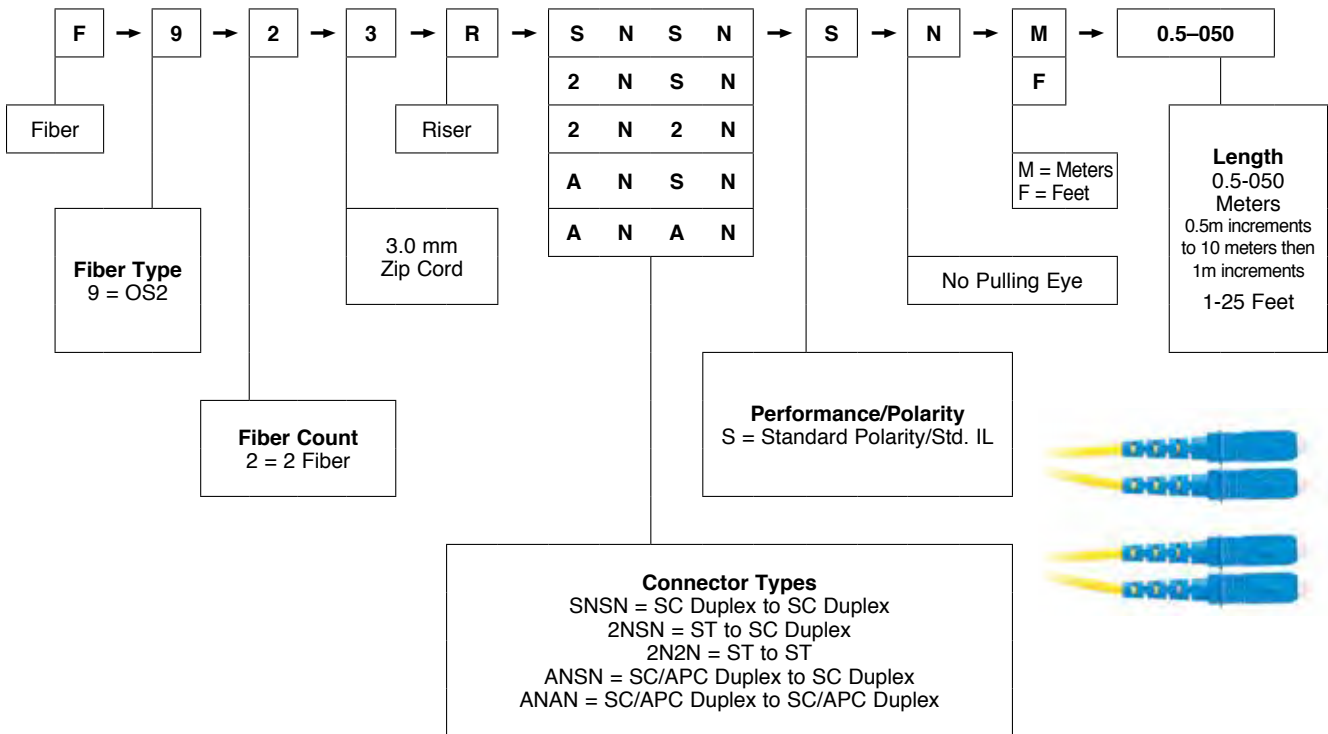 F → 9 → 2 → 3 → R → S N S N → S → N → M → 0.5–050
2 N S N
F
2 N 2 N
A N S N
A N A N
Fiber
Riser
M = Meters
F = Feet
Length
0.5-050
Meters
0.5m increments
to 10 meters then
1m increments
1-25 Feet
Fiber Type
9 = OS2
3.0 mm
Zip Cord
No Pulling Eye
Fiber Count
2 = 2 Fiber
Performance/Polarity
S = Standard Polarity/Std. IL
Connector Types
SNSN = SC Duplex to SC Duplex
2NSN = ST to SC Duplex
2N2N = ST to ST
ANSN = SC/APC Duplex to SC Duplex
ANAN = SC/APC Duplex to SC/APC Duplex